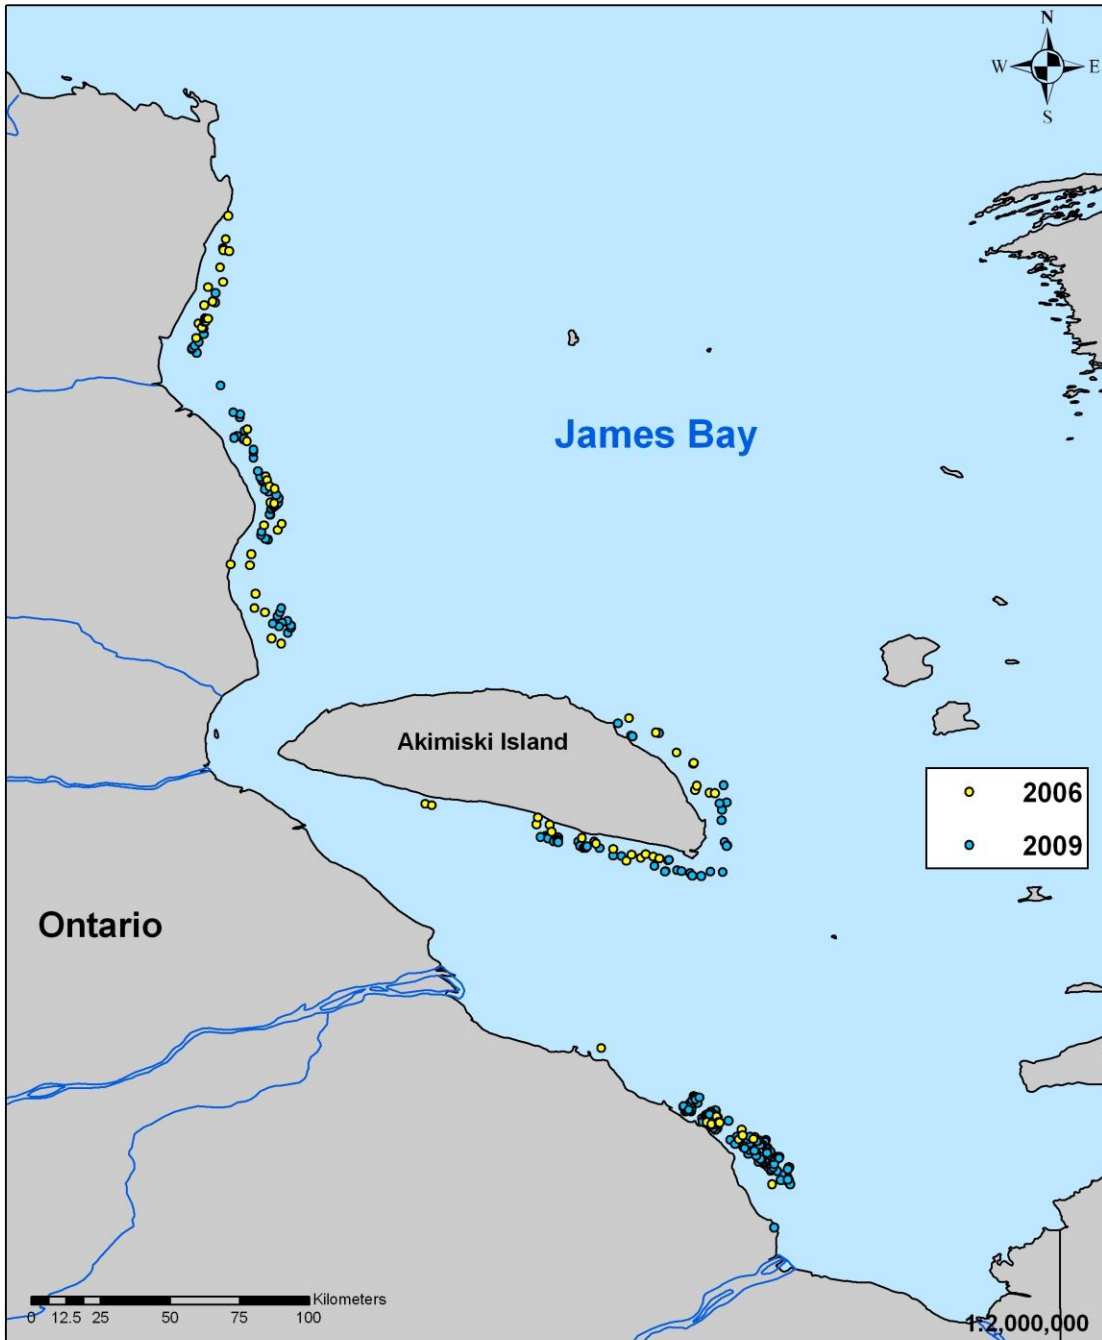 N
W E
S
James Bay
Akimiski Island
2006
2009
Ontario
Kilometers
0 12.5 25 50 75 100
1:2,000,000